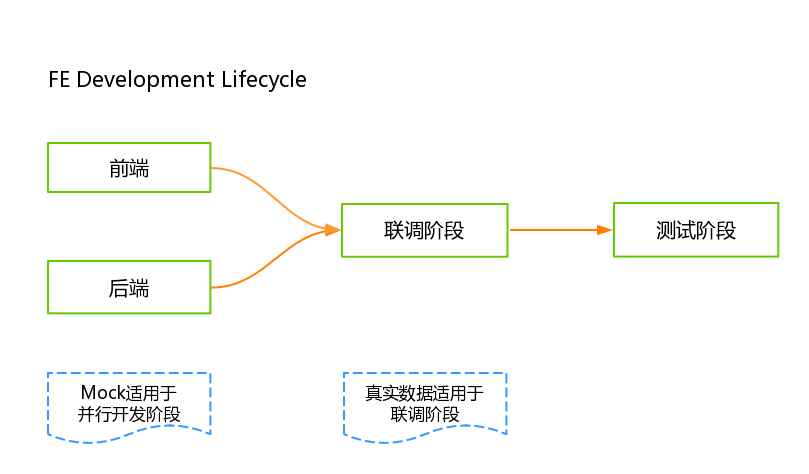 FE Development Lifecycle
前端
后端
联调阶段
测试阶段
Mock适用于
并行开发阶段
真实数据适用于
联调阶段